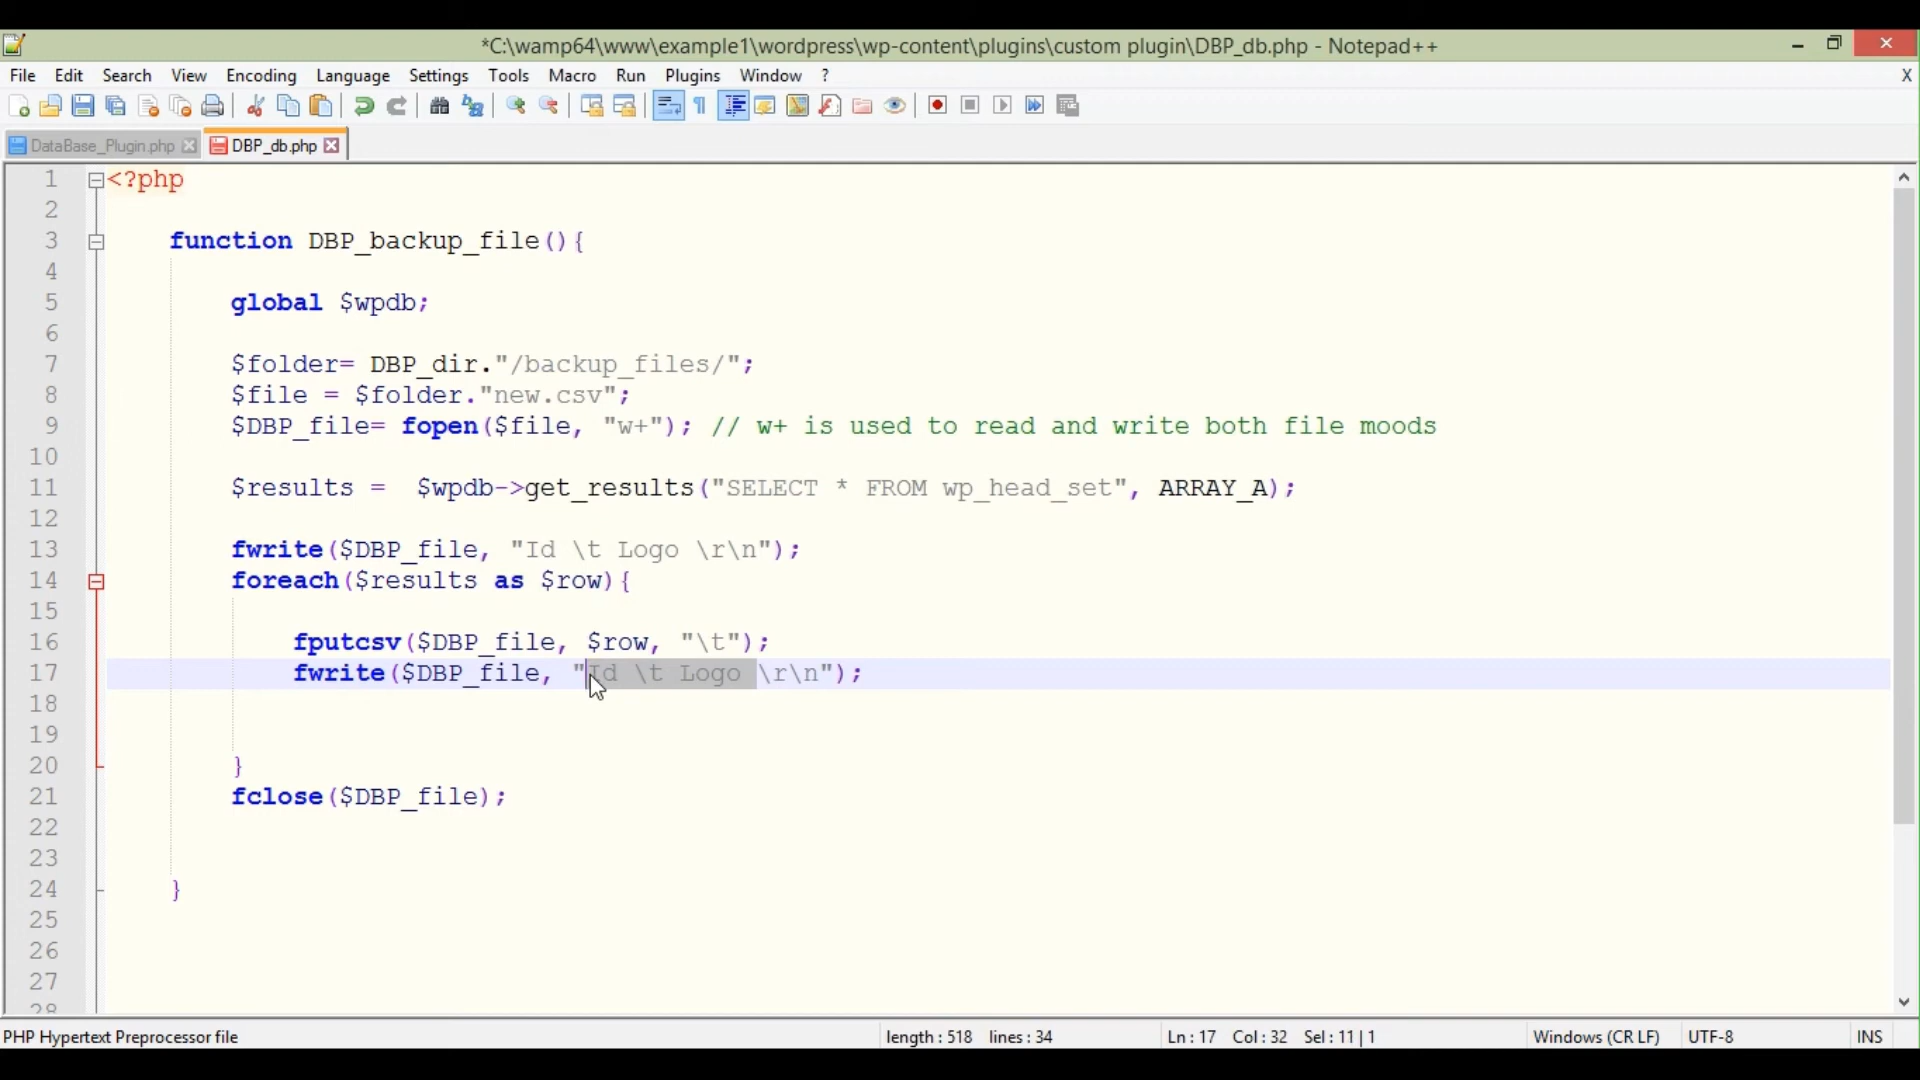 *C:\wamp64\www\example1\wordpress\wp-content\plugins\custom plugin\DBP_db.php - Notepad++
File Edit Search View Encoding Language Settings Tools Macro Run Plugins Window ? X
DataBase_Plugin.php DBP_db.php
1 <?php
2
3 function DBP_backup_file(){
4
5 global $wpdb;
6
7 $folder= DBP_dir."/backup_files/";
8 $file = $folder."new.csv";
9 $DBP_file= fopen($file, "w+"); // w+ is used to read and write both file moods
10
11 $results =  $wpdb->get_results("SELECT * FROM wp_head_set", ARRAY_A);
12
13 fwrite($DBP_file, "Id \t Logo \r\n");
14 foreach($results as $row){
15
16 fputcsv($DBP_file, $row, "\t");
17 fwrite($DBP_file, "Id \t Logo \r\n");
18
19
20 }
21 fclose($DBP_file);
22
23
24 }
25
26
27
28
PHP Hypertext Preprocessor file length : 518 lines : 34 Ln : 17 Col : 32 Sel : 11 | 1 Windows (CR LF) UTF-8 INS